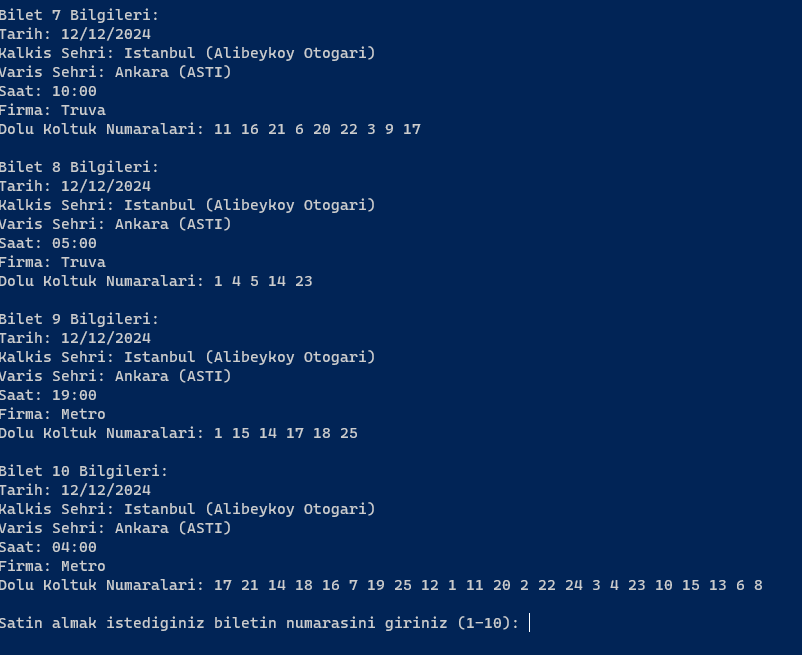 Bilet 7 Bilgileri:
Tarih: 12/12/2024
Kalkis Sehri: Istanbul (Alibeykoy Otogari)
Varis Sehri: Ankara (ASTI)
Saat: 10:00
Firma: Truva
Dolu Koltuk Numaralari: 11 16 21 6 20 22 3 9 17
Bilet 8 Bilgileri:
Tarih: 12/12/2024
Kalkis Sehri: Istanbul (Alibeykoy Otogari)
Varis Sehri: Ankara (ASTI)
Saat: 05:00
Firma: Truva
Dolu Koltuk Numaralari: 1 4 5 14 23
Bilet 9 Bilgileri:
Tarih: 12/12/2024
Kalkis Sehri: Istanbul (Alibeykoy Otogari)
Varis Sehri: Ankara (ASTI)
Saat: 19:00
Firma: Metro
Dolu Koltuk Numaralari: 1 15 14 17 18 25
Bilet 10 Bilgileri:
Tarih: 12/12/2024
Kalkis Sehri: Istanbul (Alibeykoy Otogari)
Varis Sehri: Ankara (ASTI)
Saat: 04:00
Firma: Metro
Dolu Koltuk Numaralari: 17 21 14 18 16 7 19 25 12 1 11 20 2 22 24 3 4 23 10 15 13 6 8
Satin almak istediginiz biletin numarasini giriniz (1-10):